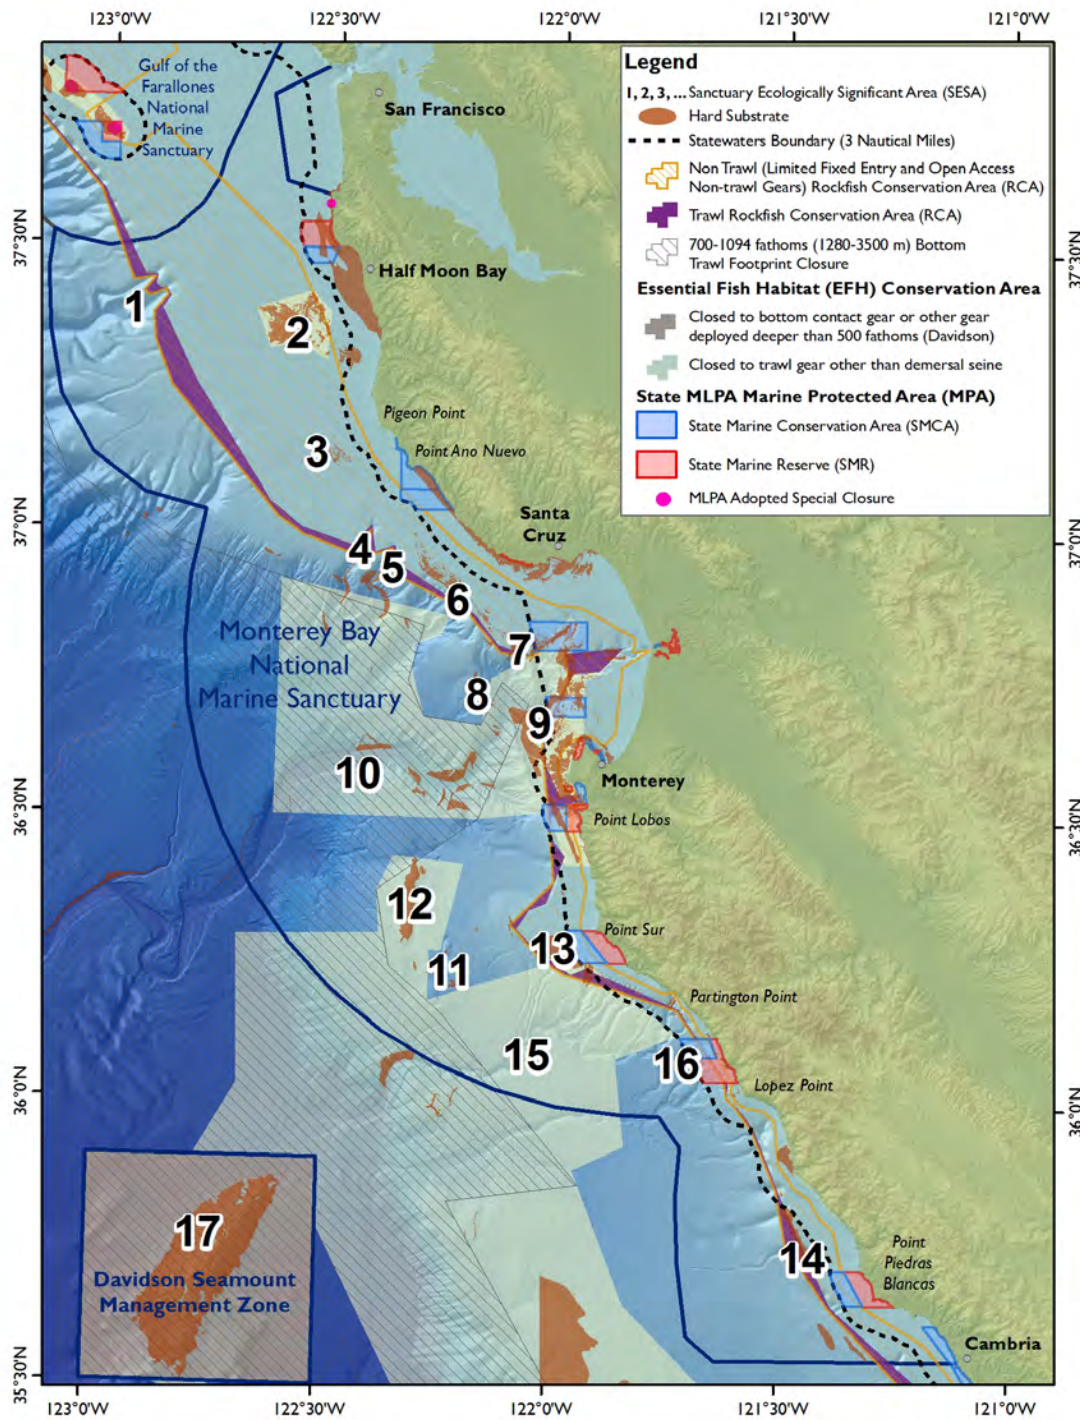 123°0'W 122°30'W 122°0'W 121°30'W 121°0'W
Gulf of the
Farallones
National
Marine
Sanctuary
San Francisco
Legend
1, 2, 3, ... Sanctuary Ecologically Significant Area (SESA)
Hard Substrate
Statewaters Boundary (3 Nautical Miles)
Non Trawl (Limited Fixed Entry and Open Access
Non-trawl Gears) Rockfish Conservation Area (RCA)
Trawl Rockfish Conservation Area (RCA)
700-1094 fathoms (1280-3500 m) Bottom
Trawl Footprint Closure
Essential Fish Habitat (EFH) Conservation Area
Closed to bottom contact gear or other gear
deployed deeper than 500 fathoms (Davidson)
Closed to trawl gear other than demersal seine
State MLPA Marine Protected Area (MPA)
State Marine Conservation Area (SMCA)
State Marine Reserve (SMR)
MLPA Adopted Special Closure
37°30'N
37°30'N
Half Moon Bay
1
2
Pigeon Point
3
Point Ano Nuevo
37°0'N
37°0'N
Santa
Cruz
4
5
6
Monterey Bay
National
Marine Sanctuary
7
8
9
10
Monterey
36°30'N
36°30'N
Point Lobos
12
13
Point Sur
11
Partington Point
15
16
Lopez Point
36°0'N
36°0'N
17
Davidson Seamount
Management Zone
14
Point
Piedras
Blancas
Cambria
35°30'N
123°0'W 122°30'W 122°0'W 121°30'W 121°0'W